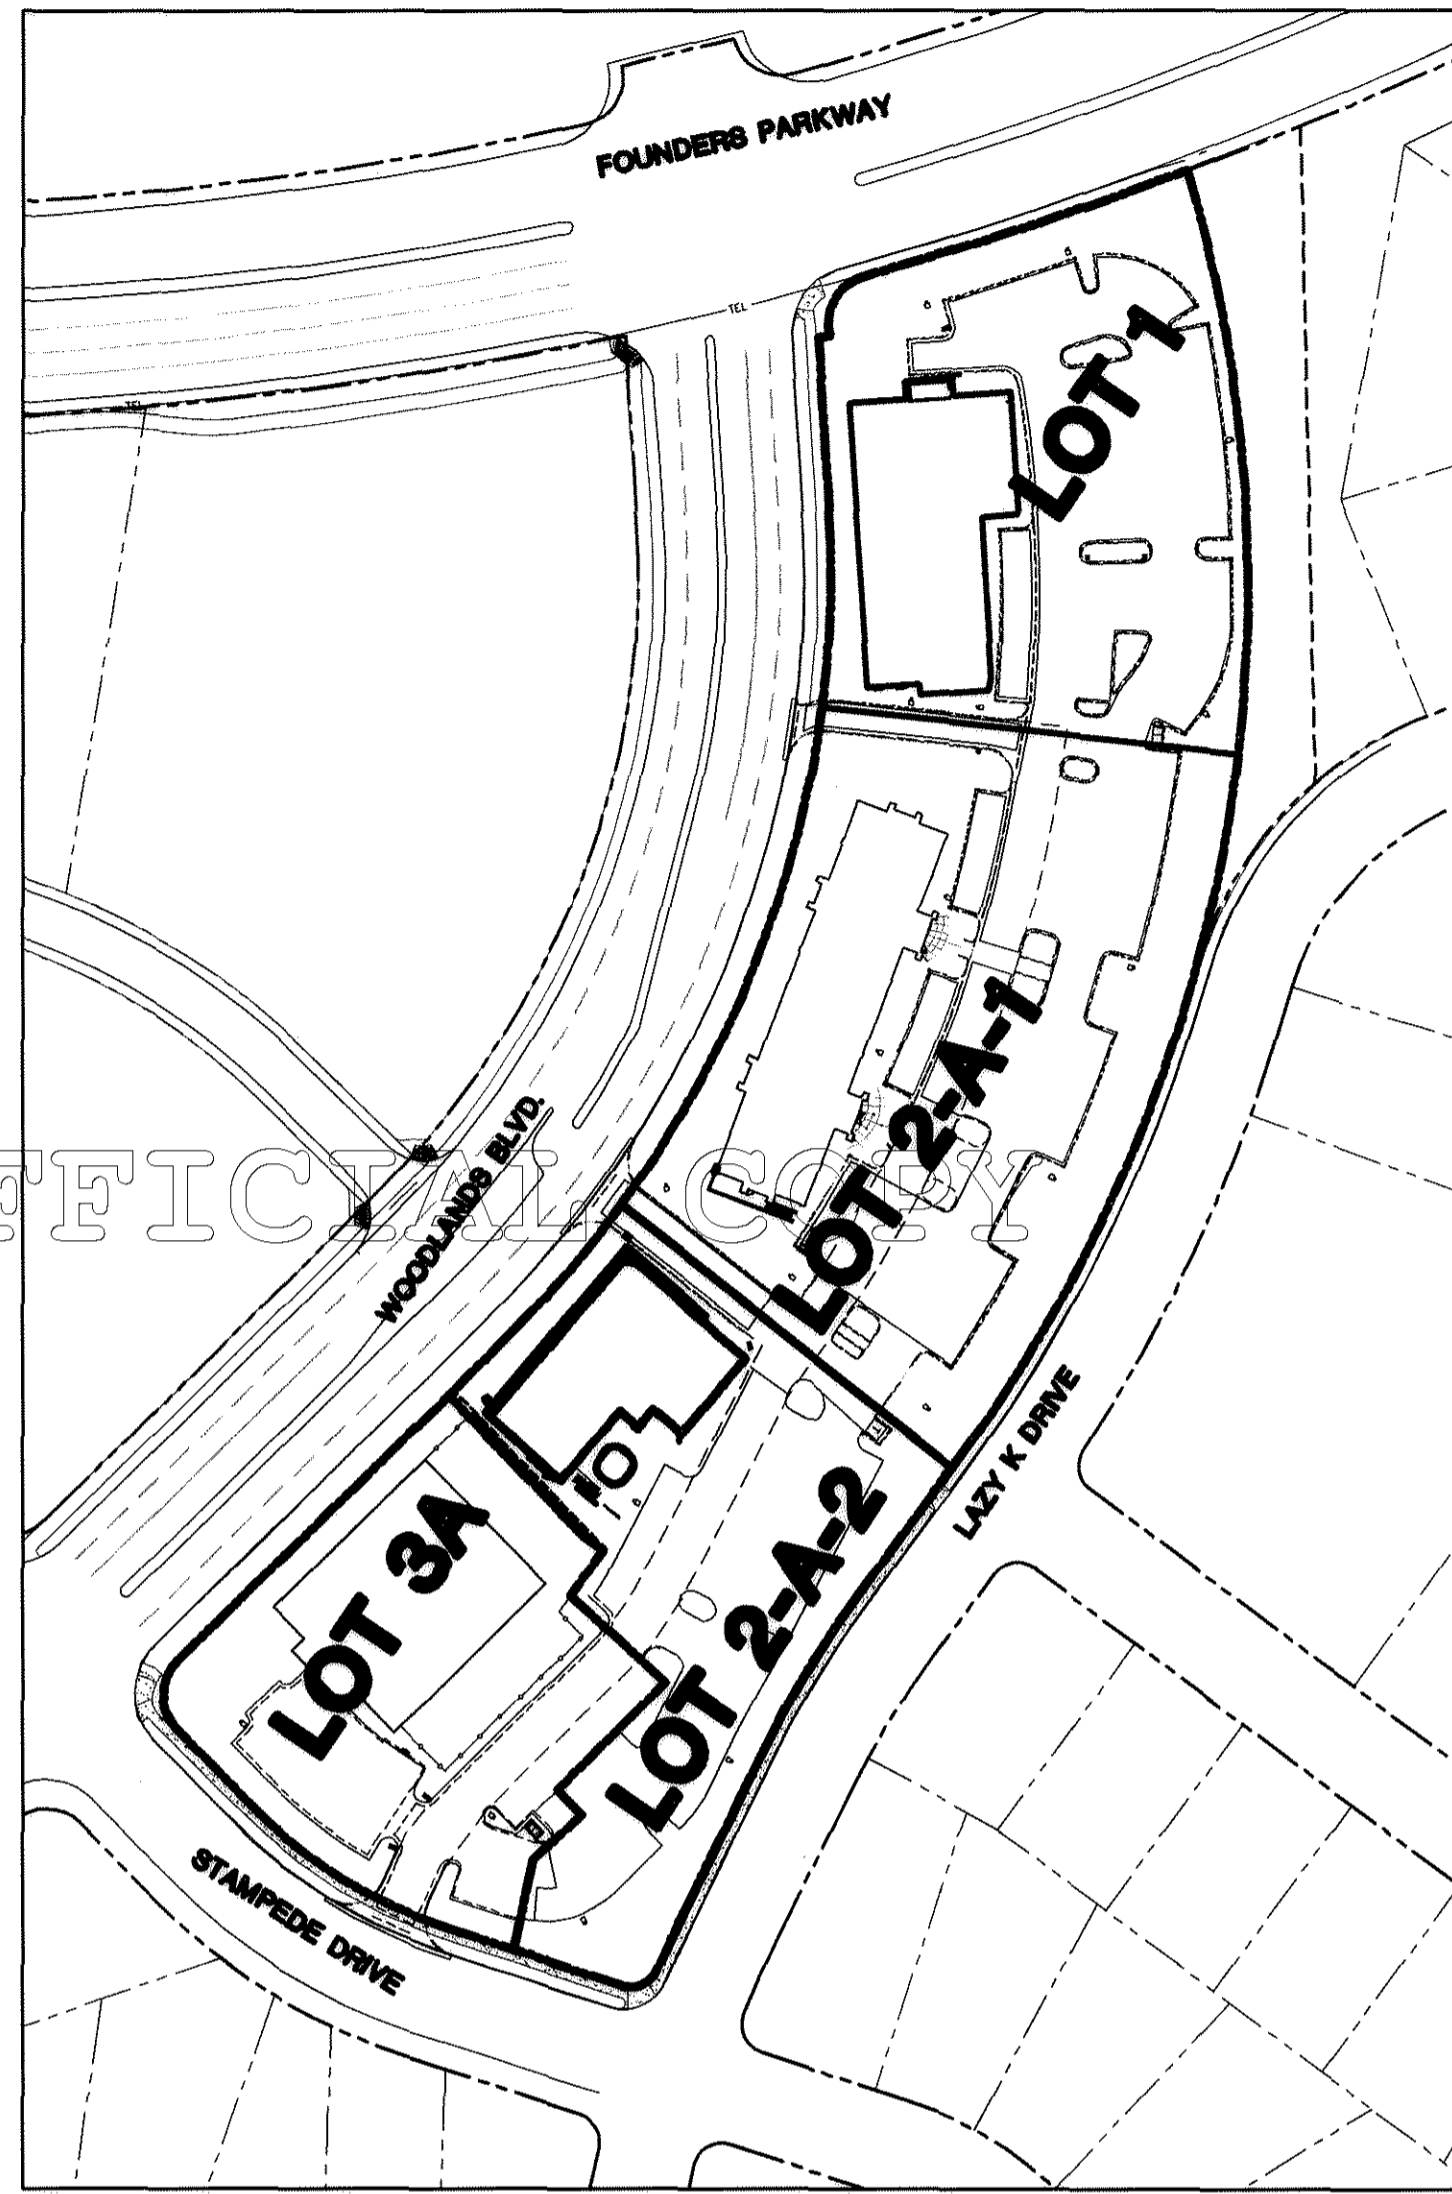 FOUNDERS PARKWAY
TEL
LOT 1
TEL
LOT 2-A-1
WOODLANDS BLVD.
FFICIAL COPY
LAZY K DRIVE
LOT 3A
LOT 2-A-2
STAMPEDE DRIVE